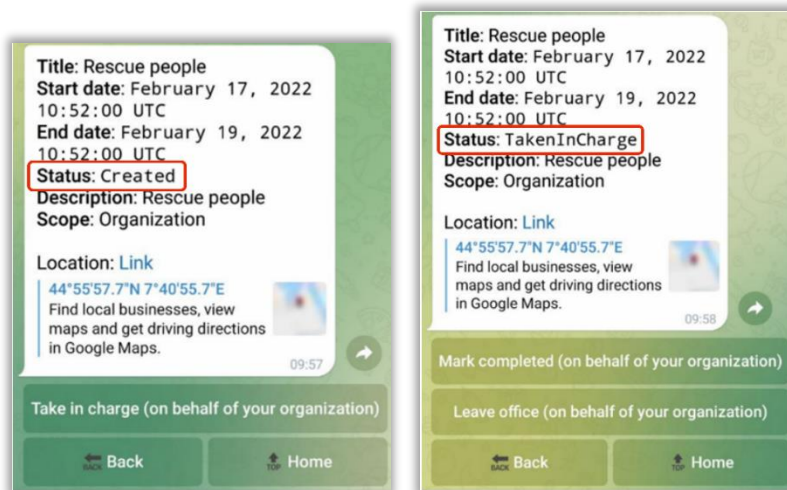 Title: Rescue people
Start date: February 17, 2022
10:52:00 UTC
End date: February 19, 2022
10:52:00 UTC
Status: Created
Description: Rescue people
Scope: Organization
Location: Link
44°55'57.7"N 7°40'55.7"E
Find local businesses, view
maps and get driving directions
in Google Maps.
09:57
Take in charge (on behalf of your organization)
BACK Back
TOP Home
Title: Rescue people
Start date: February 17, 2022
10:52:00 UTC
End date: February 19, 2022
10:52:00 UTC
Status: TakenInCharge
Description: Rescue people
Scope: Organization
Location: Link
44°55'57.7"N 7°40'55.7"E
Find local businesses, view
maps and get driving directions
in Google Maps.
09:58
Mark completed (on behalf of your organization)
Leave office (on behalf of your organization)
BACK Back
TOP Home